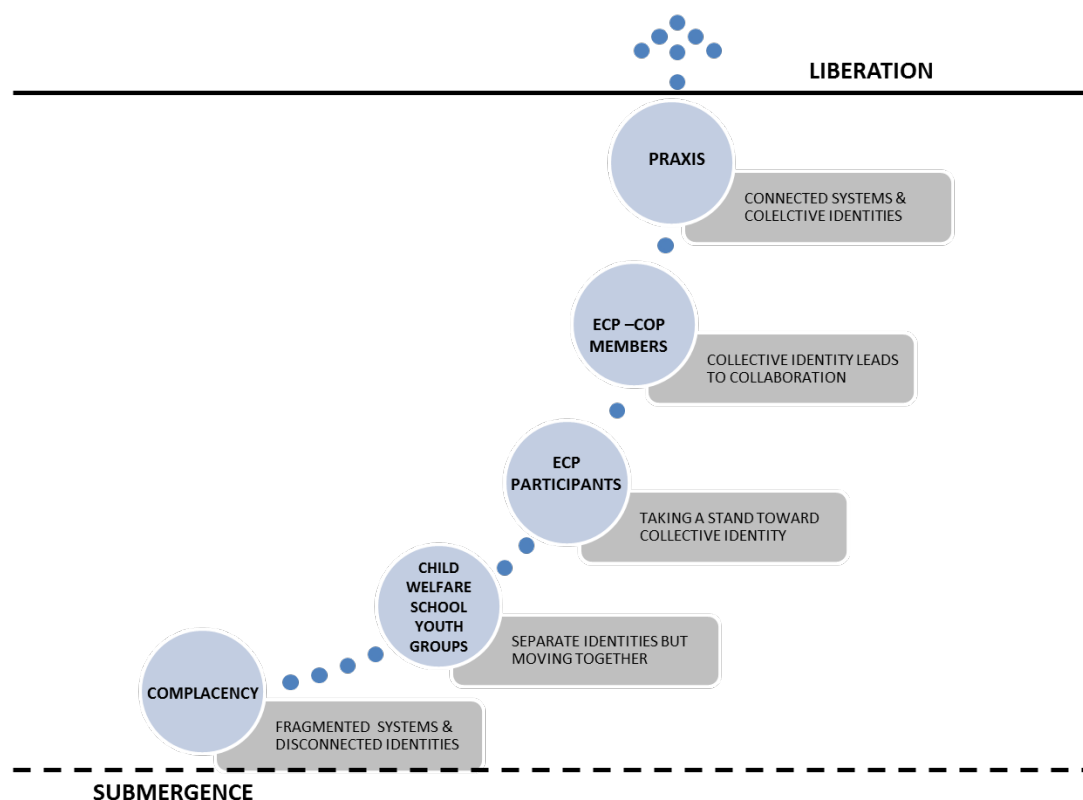 LIBERATION
PRAXIS
CONNECTED SYSTEMS &
COLELCTIVE IDENTITIES
ECP –COP
MEMBERS
COLLECTIVE IDENTITY LEADS
TO COLLABORATION
ECP
PARTICIPANTS
TAKING A STAND TOWARD
COLLECTIVE IDENTITY
CHILD
WELFARE
SCHOOL
YOUTH
GROUPS
SEPARATE IDENTITIES BUT
MOVING TOGETHER
COMPLACENCY
FRAGMENTED SYSTEMS &
DISCONNECTED IDENTITIES
SUBMERGENCE